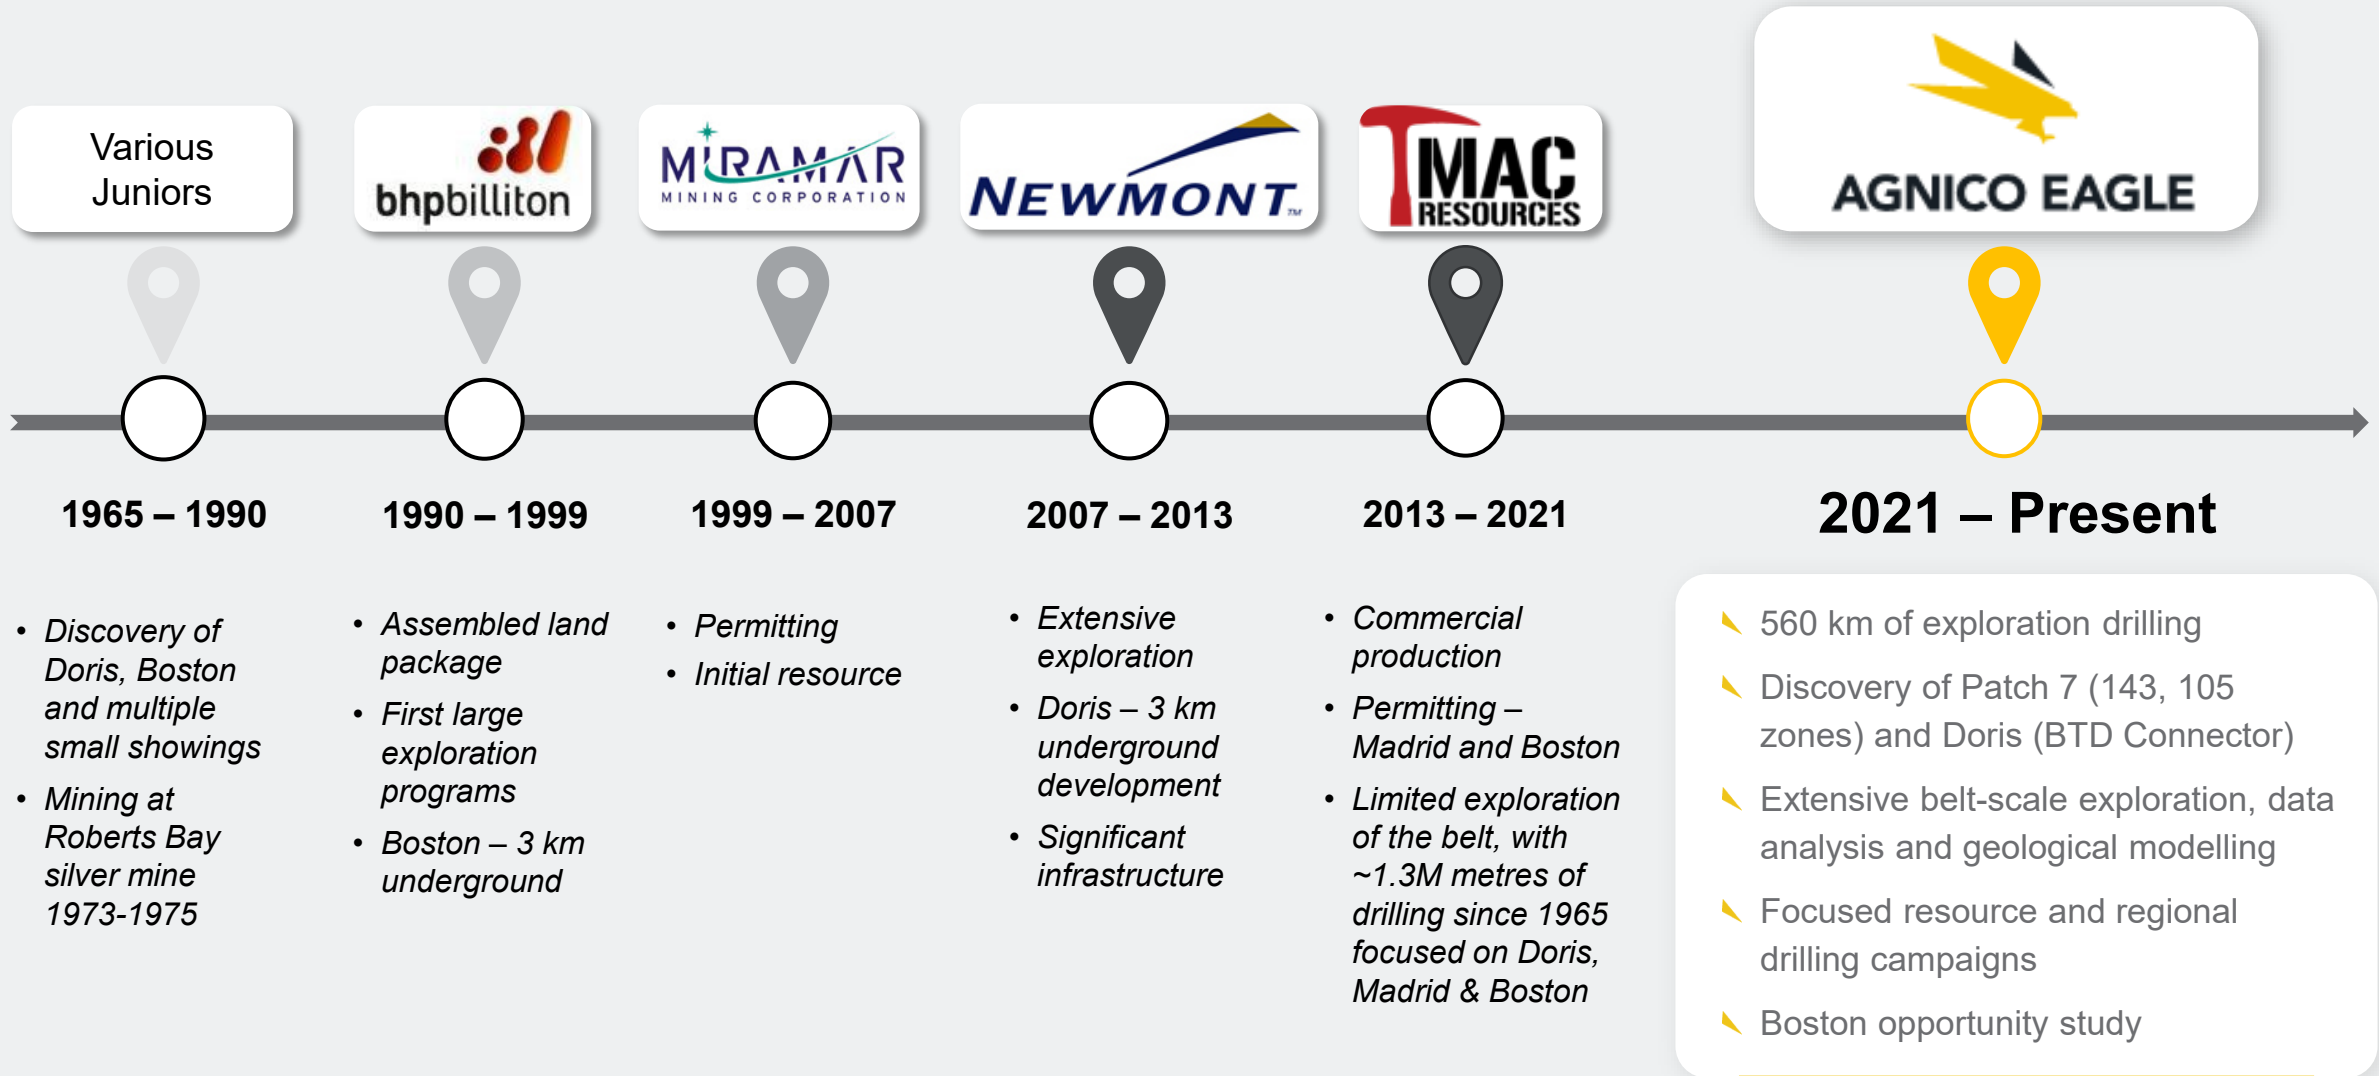 Various
Juniors
bhpbilliton
MIRAMAR
MINING CORPORATION
NEWMONT™
TMAC
RESOURCES
AGNICO EAGLE
1965 – 1990
1990 – 1999
1999 – 2007
2007 – 2013
2013 – 2021
2021 – Present
• Discovery of
Doris, Boston
and multiple
small showings
• Mining at
Roberts Bay
silver mine
1973-1975
• Assembled land
package
• First large
exploration
programs
• Boston – 3 km
underground
• Permitting
• Initial resource
• Extensive
exploration
• Doris – 3 km
underground
development
• Significant
infrastructure
• Commercial
production
• Permitting –
Madrid and Boston
• Limited exploration
of the belt, with
~1.3M metres of
drilling since 1965
focused on Doris,
Madrid & Boston
560 km of exploration drilling
Discovery of Patch 7 (143, 105
zones) and Doris (BTD Connector)
Extensive belt-scale exploration, data
analysis and geological modelling
Focused resource and regional
drilling campaigns
Boston opportunity study